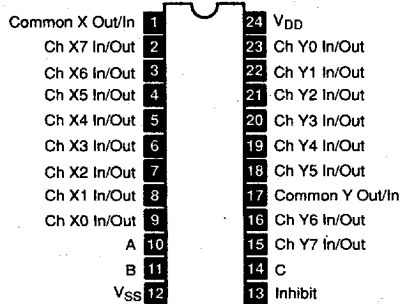 Common X Out/In 1 24 VDD
Ch X7 In/Out 2 23 Ch Y0 In/Out
Ch X6 In/Out 3 22 Ch Y1 In/Out
Ch X5 In/Out 4 21 Ch Y2 In/Out
Ch X4 In/Out 5 20 Ch Y3 In/Out
Ch X3 In/Out 6 19 Ch Y4 In/Out
Ch X2 In/Out 7 18 Ch Y5 In/Out
Ch X1 In/Out 8 17 Common Y Out/In
Ch X0 In/Out 9 16 Ch Y6 In/Out
A 10 15 Ch Y7 In/Out
B 11 14 C
VSS 12 13 Inhibit